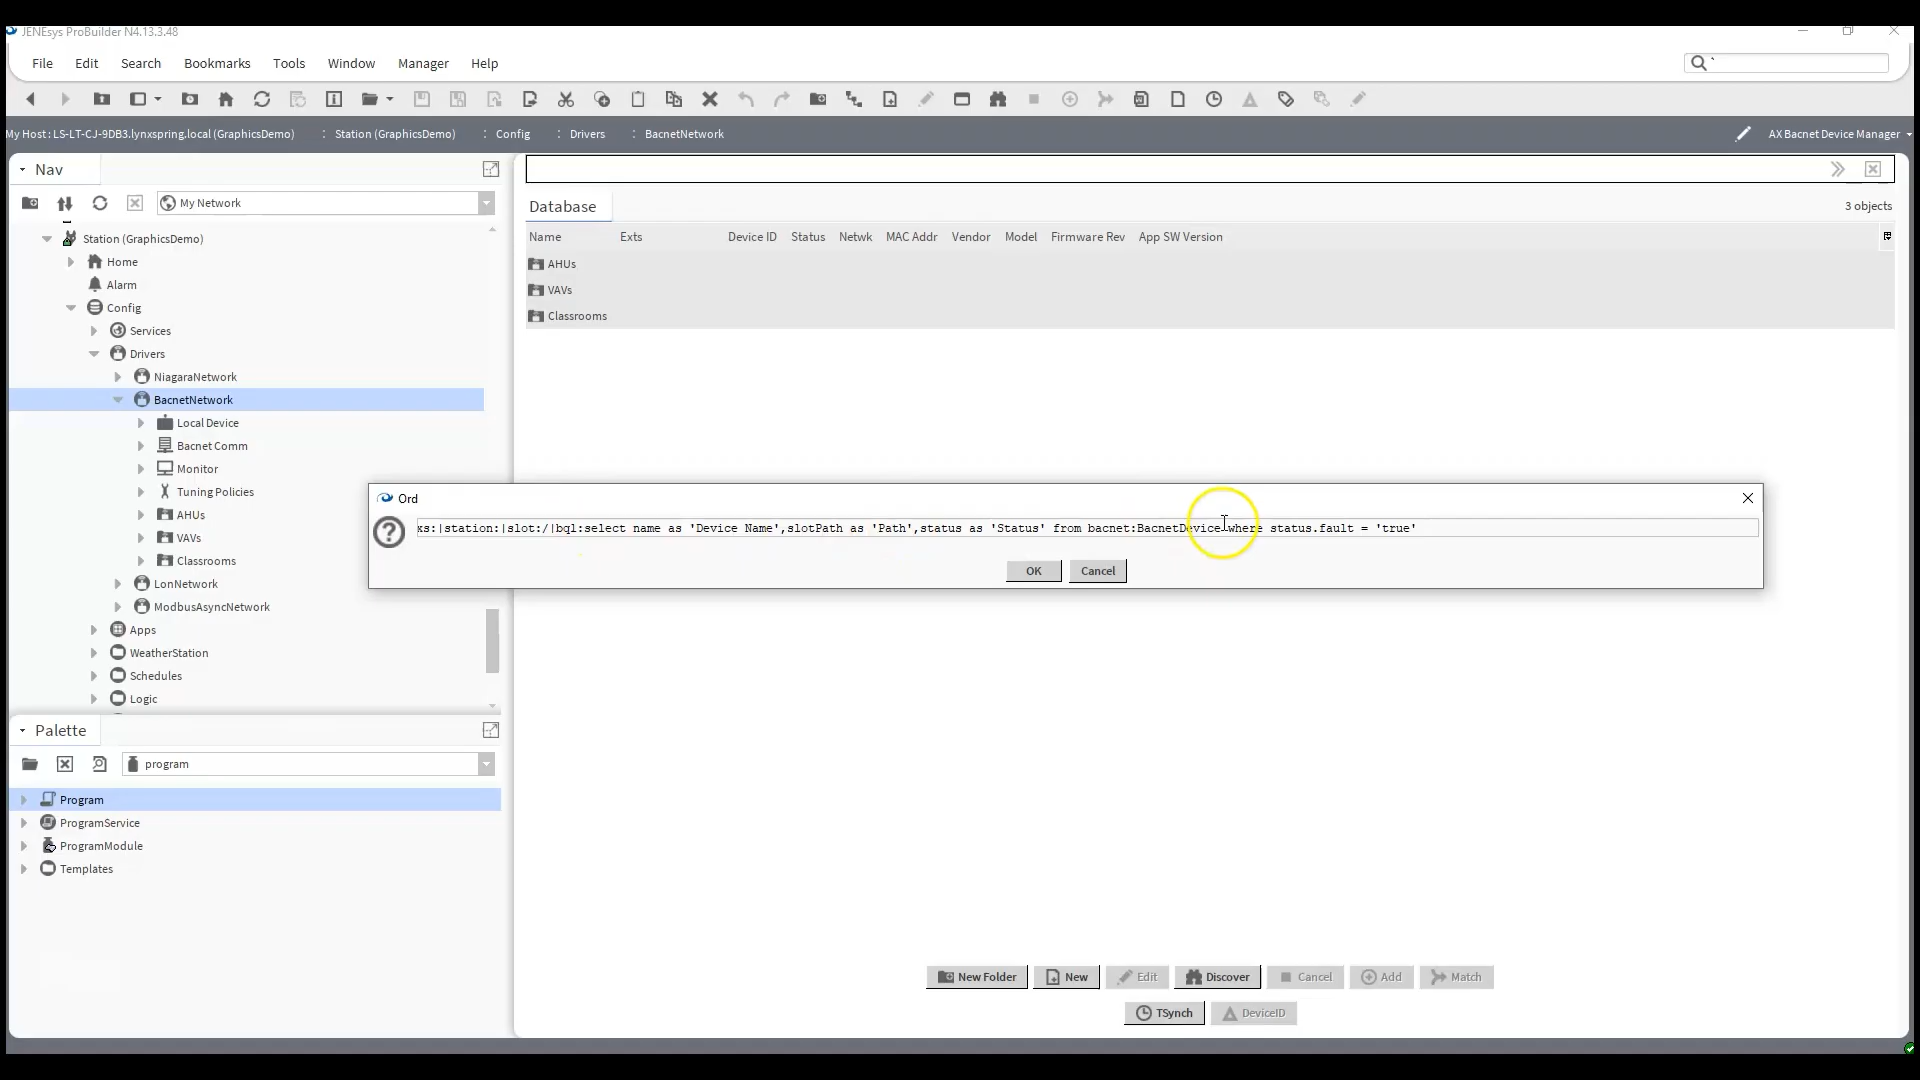 JENEsys ProBuilder N4.13.3.48
File Edit Search Bookmarks Tools Window Manager Help
My Host : LS-LT-CJ-9DB3.lynxspring.local (GraphicsDemo) : Station (GraphicsDemo) : Config : Drivers : BacnetNetwork AX Bacnet Device Manager
Nav
My Network
Station (GraphicsDemo)
Home
Alarm
Config
Services
Drivers
NiagaraNetwork
BacnetNetwork
Local Device
Bacnet Comm
Monitor
Tuning Policies
AHUs
VAVs
Classrooms
LonNetwork
ModbusAsyncNetwork
Apps
WeatherStation
Schedules
Logic
Palette
program
Program
ProgramService
ProgramModule
Templates
Database 3 objects
Name Exts Device ID Status Netwk MAC Addr Vendor Model Firmware Rev App SW Version
AHUs
VAVs
Classrooms
Ord
xs:|station:|slot:/|bql:select name as 'Device Name',slotPath as 'Path',status as 'Status' from bacnet:BacnetDevice where status.fault = 'true'
OK Cancel
New Folder New Edit Discover Cancel Add Match
TSynch DeviceID